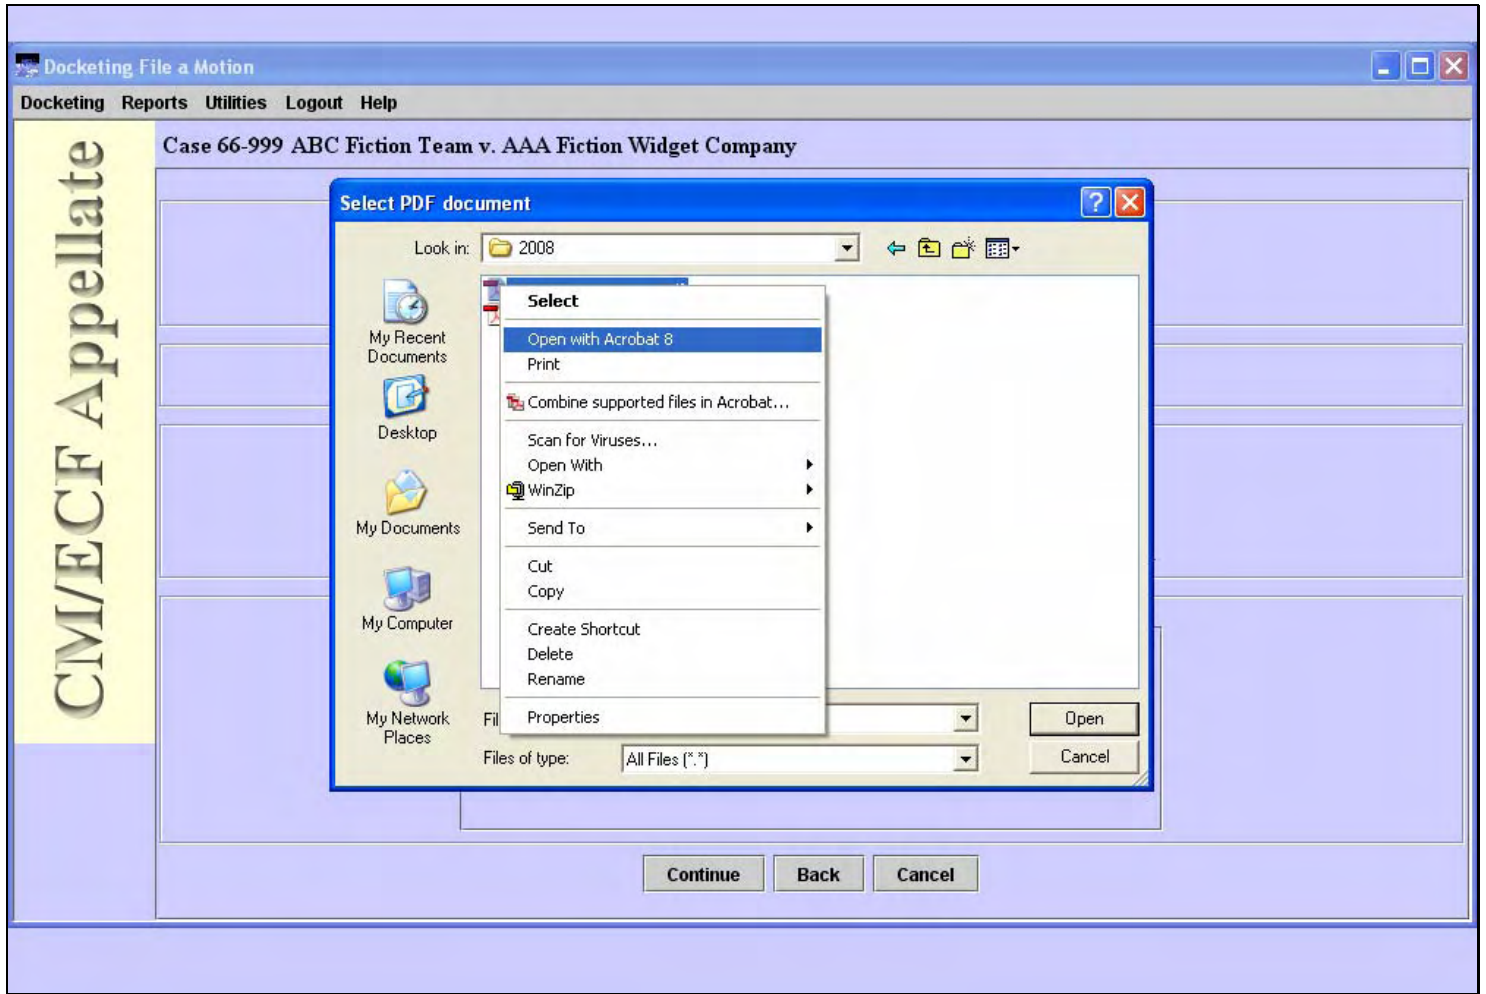 Docketing File a Motion
Docketing Reports Utilities Logout Help
CM/ECF Appellate
Case 66-999 ABC Fiction Team v. AAA Fiction Widget Company
Select PDF document
Look in: 2008
My Recent
Documents
Desktop
My Documents
My Computer
My Network
Places
Select
Open with Acrobat 8
Print
Combine supported files in Acrobat...
Scan for Viruses...
Open With
WinZip
Send To
Cut
Copy
Create Shortcut
Delete
Rename
Properties
Fil
Open
Files of type: All Files (*.*)
Cancel
Continue Back Cancel